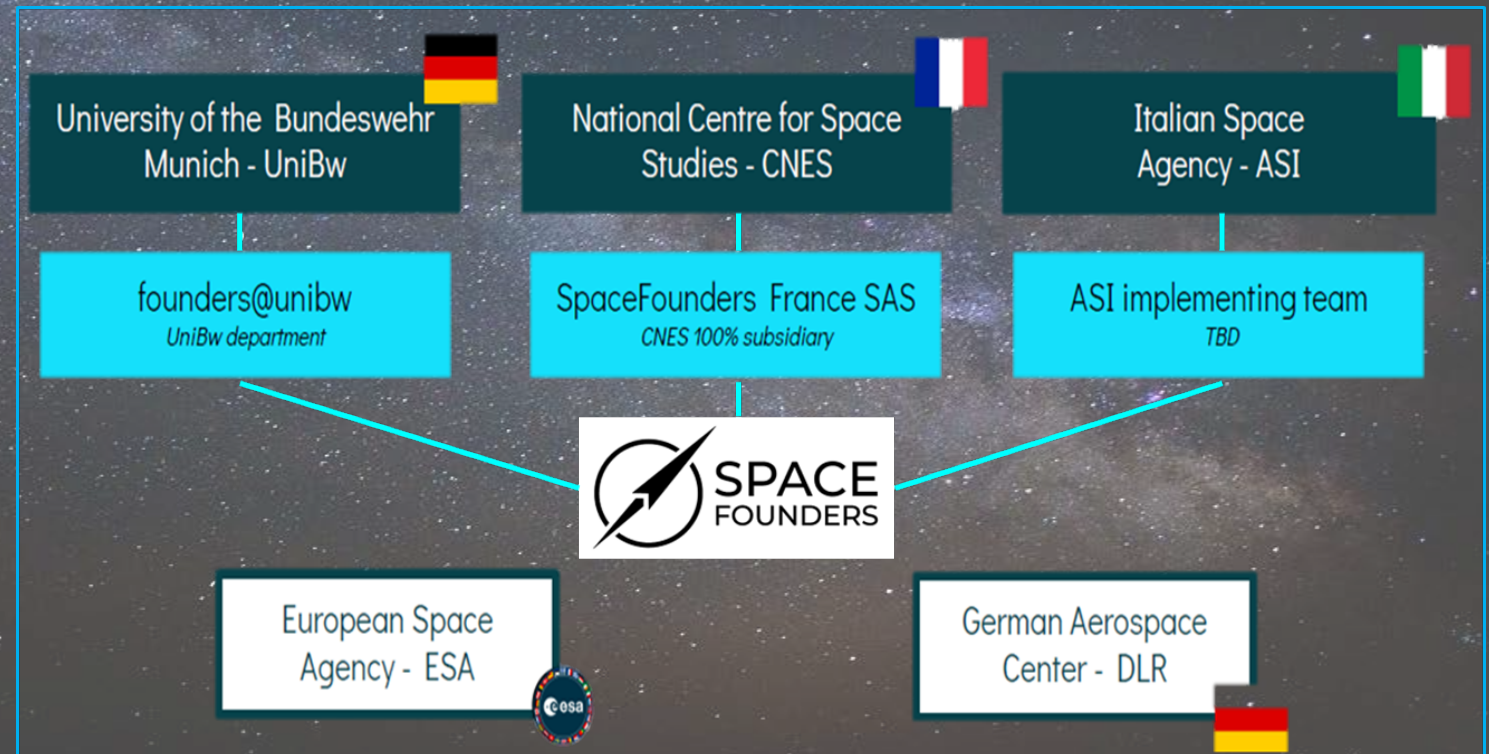 University of the Bundeswehr
Munich - UniBw
National Centre for Space
Studies - CNES
Italian Space
Agency - ASI
founders@unibw
UniBw department
SpaceFounders France SAS
CNES 100% subsidiary
ASI implementing team
TBD
SPACE
FOUNDERS
European Space
Agency - ESA
esa
German Aerospace
Center - DLR